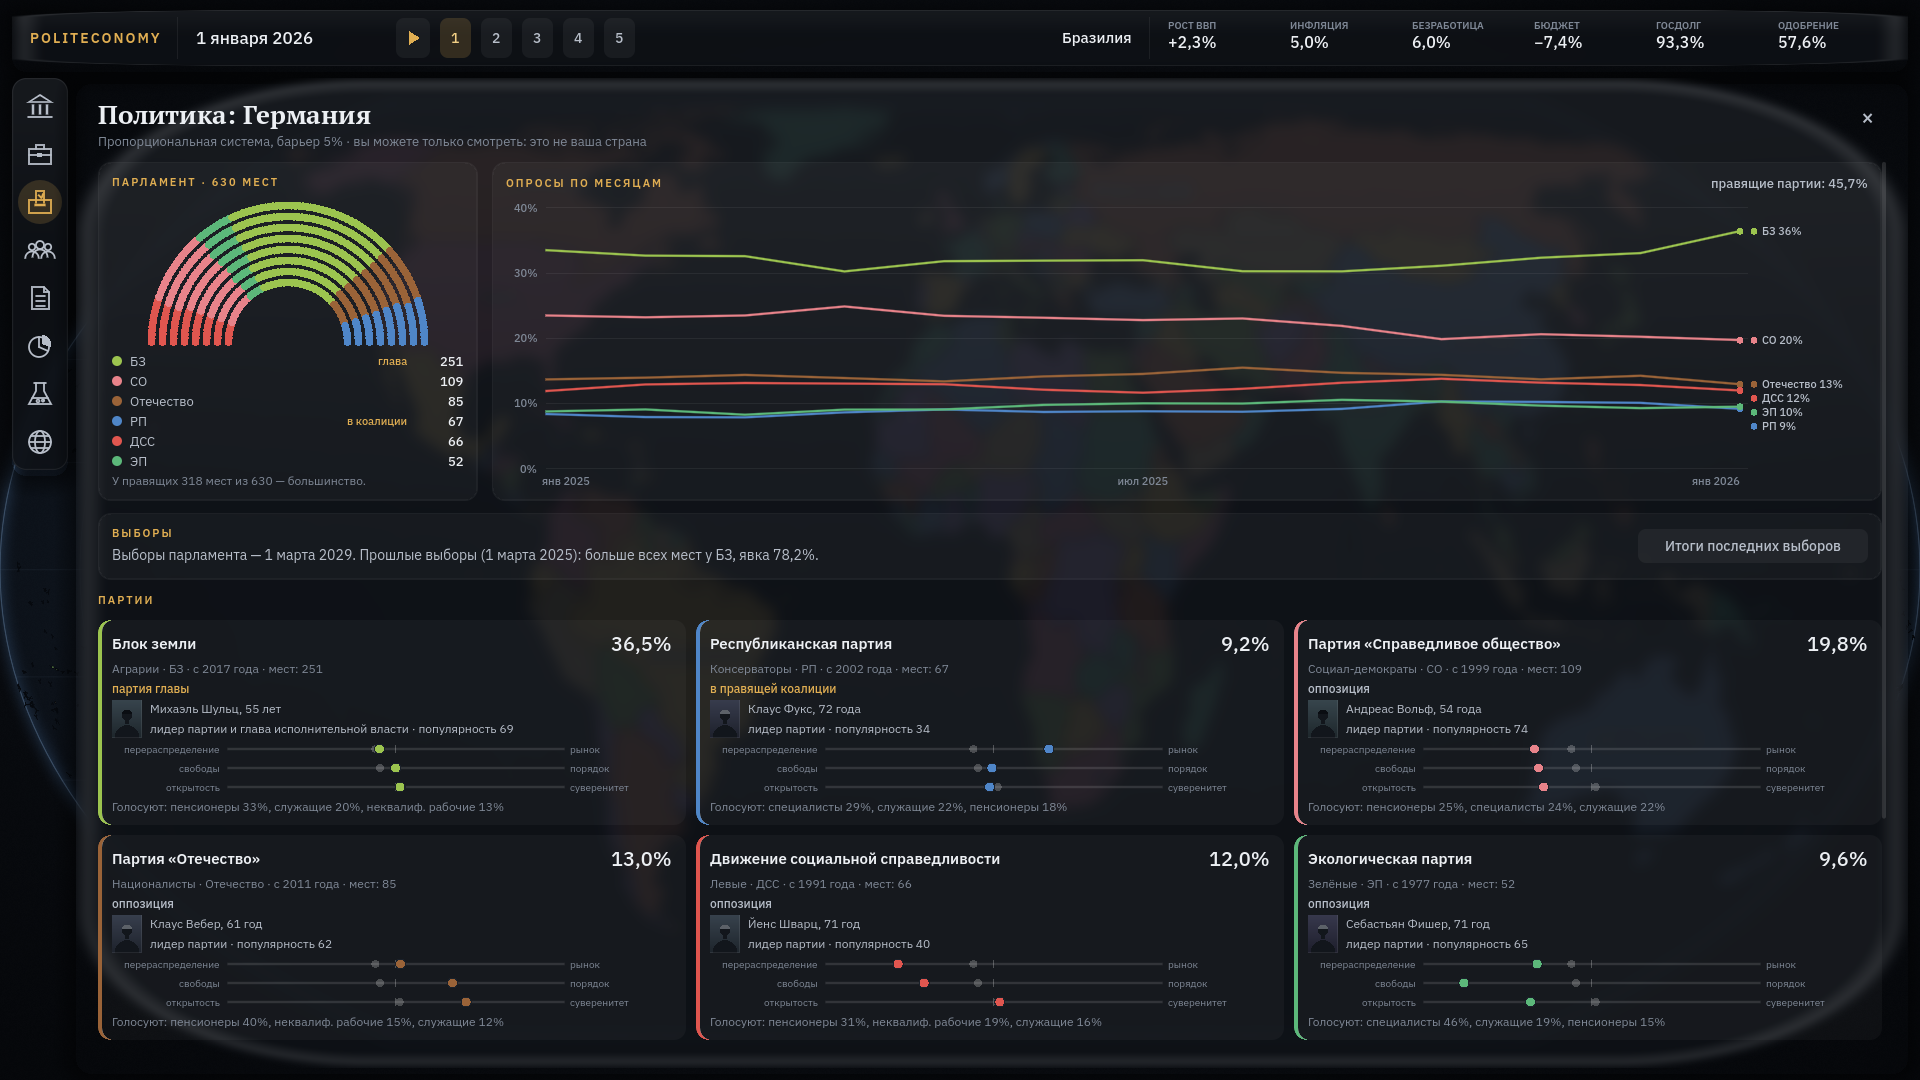 POLITECONOMY
1 января 2026
1 2 3 4 5
Бразилия
РОСТ ВВП
+2,3%
ИНФЛЯЦИЯ
5,0%
БЕЗРАБОТИЦА
6,0%
БЮДЖЕТ
−7,4%
ГОСДОЛГ
93,3%
ОДОБРЕНИЕ
57,6%
Политика: Германия
×
Пропорциональная система, барьер 5% · вы можете только смотреть: это не ваша страна
ПАРЛАМЕНТ · 630 МЕСТ
БЗ глава 251
СО 109
Отечество 85
РП в коалиции 67
ДСС 66
ЭП 52
У правящих 318 мест из 630 — большинство.
ОПРОСЫ ПО МЕСЯЦАМ
правящие партии: 45,7%
40%
30%
20%
10%
0%
янв 2025
июл 2025
янв 2026
БЗ 36%
СО 20%
Отечество 13%
ДСС 12%
ЭП 10%
РП 9%
ВЫБОРЫ
Выборы парламента — 1 марта 2029. Прошлые выборы (1 марта 2025): больше всех мест у БЗ, явка 78,2%.
Итоги последних выборов
ПАРТИИ
Блок земли 36,5%
Аграрии · БЗ · с 2017 года · мест: 251
партия главы
Михаэль Шульц, 55 лет
лидер партии и глава исполнительной власти · популярность 69
перераспределение рынок
свободы порядок
открытость суверенитет
Голосуют: пенсионеры 33%, служащие 20%, неквалиф. рабочие 13%
Республиканская партия 9,2%
Консерваторы · РП · с 2002 года · мест: 67
в правящей коалиции
Клаус Фукс, 72 года
лидер партии · популярность 34
перераспределение рынок
свободы порядок
открытость суверенитет
Голосуют: специалисты 29%, служащие 22%, пенсионеры 18%
Партия «Справедливое общество» 19,8%
Социал-демократы · СО · с 1999 года · мест: 109
оппозиция
Андреас Вольф, 54 года
лидер партии · популярность 74
перераспределение рынок
свободы порядок
открытость суверенитет
Голосуют: пенсионеры 25%, специалисты 24%, служащие 22%
Партия «Отечество» 13,0%
Националисты · Отечество · с 2011 года · мест: 85
оппозиция
Клаус Вебер, 61 год
лидер партии · популярность 62
перераспределение рынок
свободы порядок
открытость суверенитет
Голосуют: пенсионеры 40%, неквалиф. рабочие 15%, служащие 12%
Движение социальной справедливости 12,0%
Левые · ДСС · с 1991 года · мест: 66
оппозиция
Йенс Шварц, 71 год
лидер партии · популярность 40
перераспределение рынок
свободы порядок
открытость суверенитет
Голосуют: пенсионеры 31%, неквалиф. рабочие 19%, служащие 16%
Экологическая партия 9,6%
Зелёные · ЭП · с 1977 года · мест: 52
оппозиция
Себастьян Фишер, 71 год
лидер партии · популярность 65
перераспределение рынок
свободы порядок
открытость суверенитет
Голосуют: специалисты 46%, служащие 19%, пенсионеры 15%